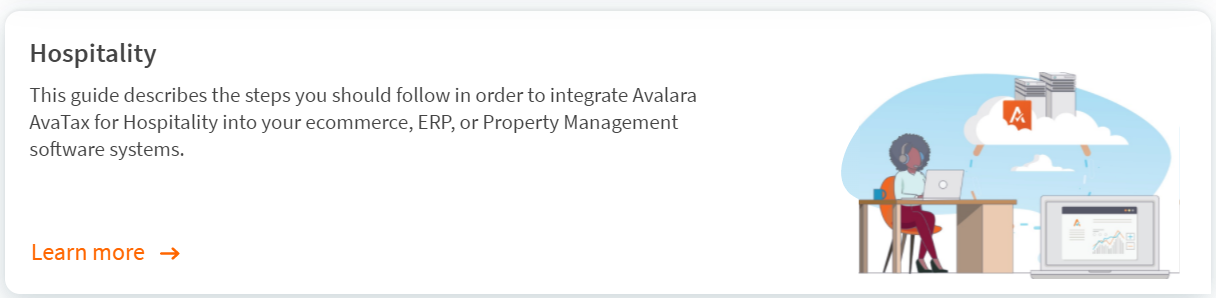 Hospitality
This guide describes the steps you should follow in order to integrate Avalara
AvaTax for Hospitality into your ecommerce, ERP, or Property Management
software systems.
Learn more →